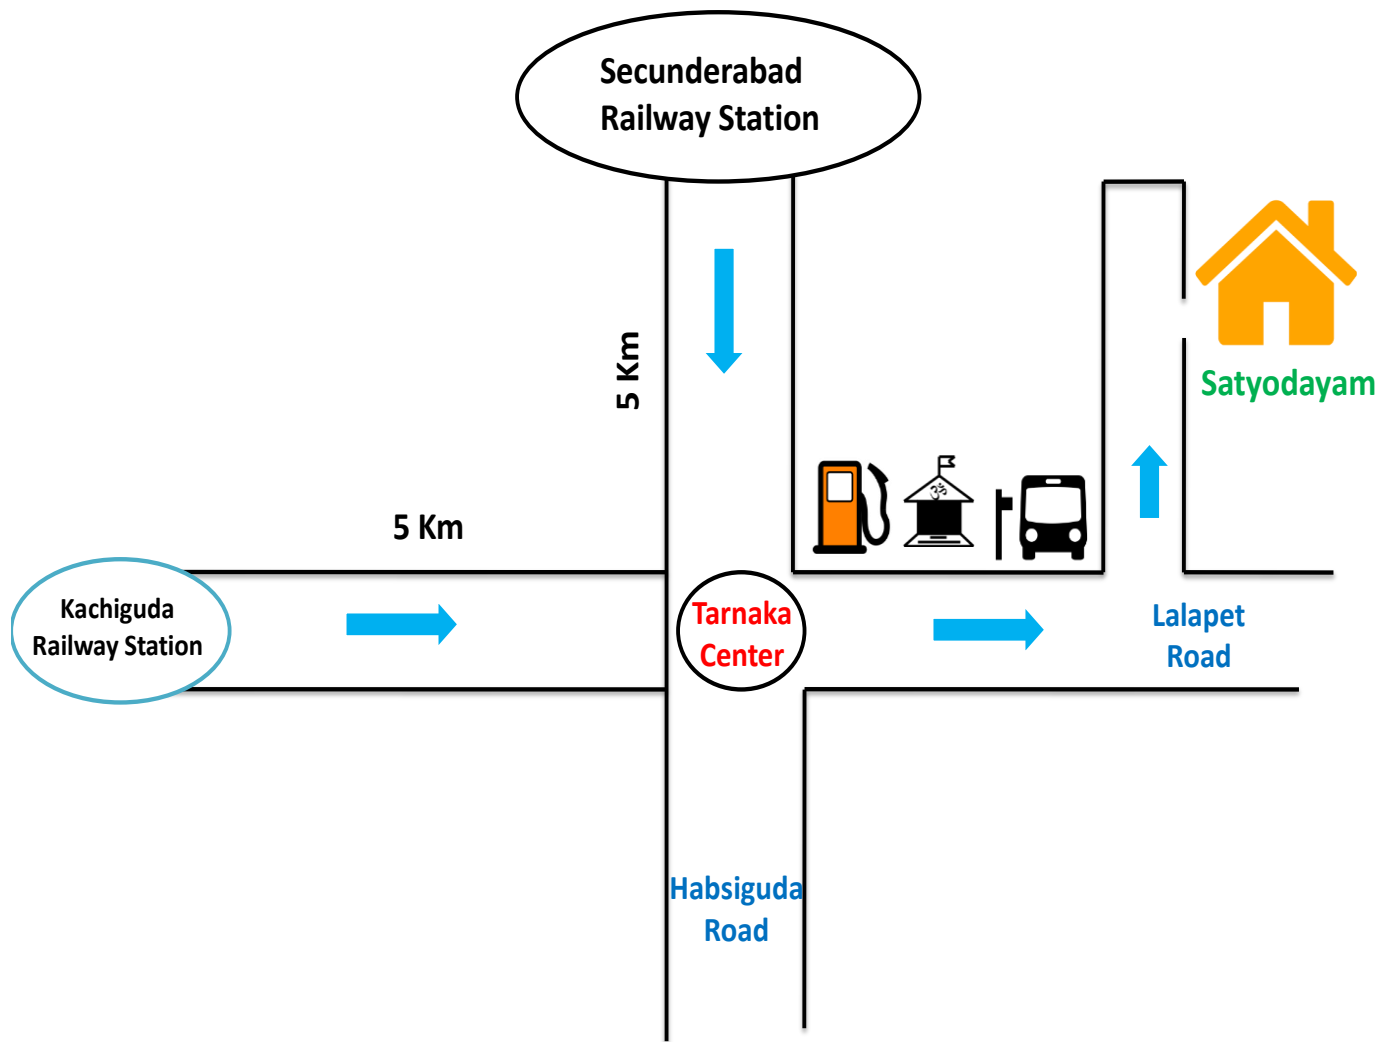 Secunderabad
Railway Station
5 Km
5 Km
ॐ
Kachiguda
Railway Station
Tarnaka
Center
Lalapet
Road
Satyodayam
Habsiguda
Road